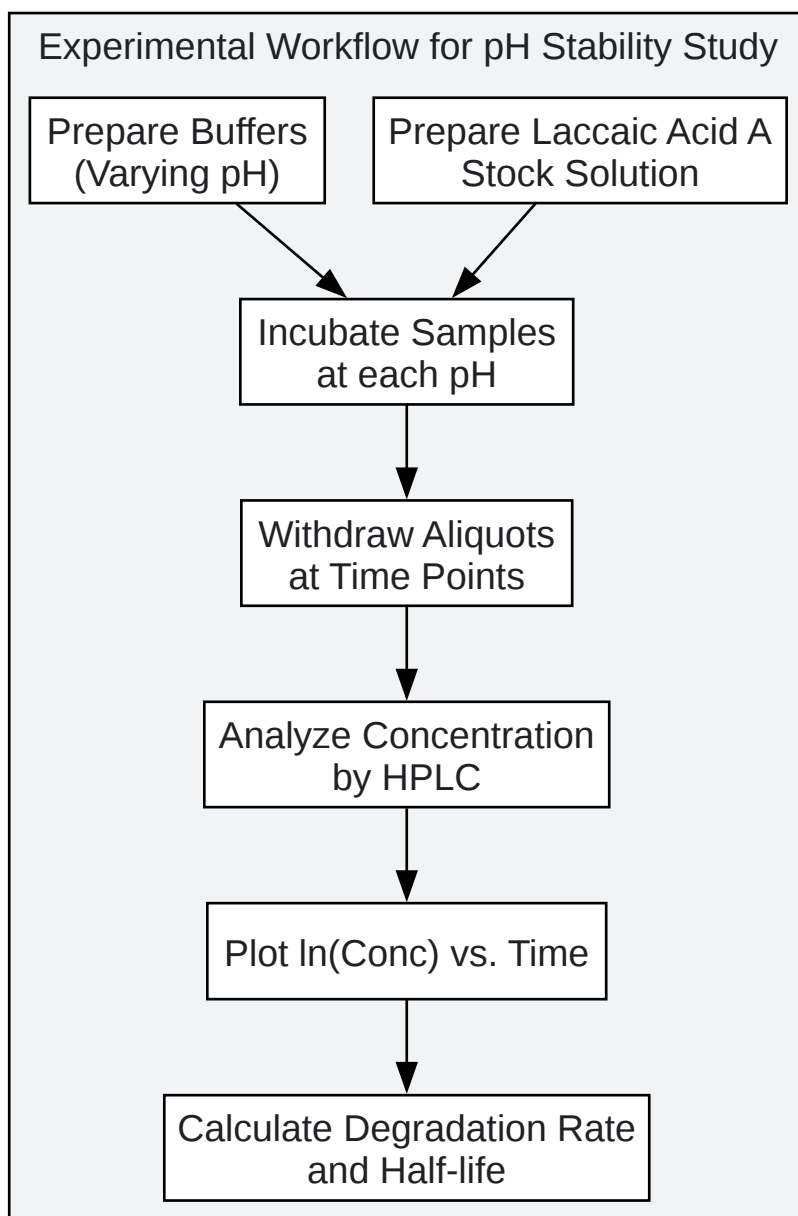 Experimental Workflow for pH Stability Study
Prepare Buffers
(Varying pH)
Prepare Laccaic Acid A
Stock Solution
Incubate Samples
at each pH
Withdraw Aliquots
at Time Points
Analyze Concentration
by HPLC
Plot ln(Conc) vs. Time
Calculate Degradation Rate
and Half-life